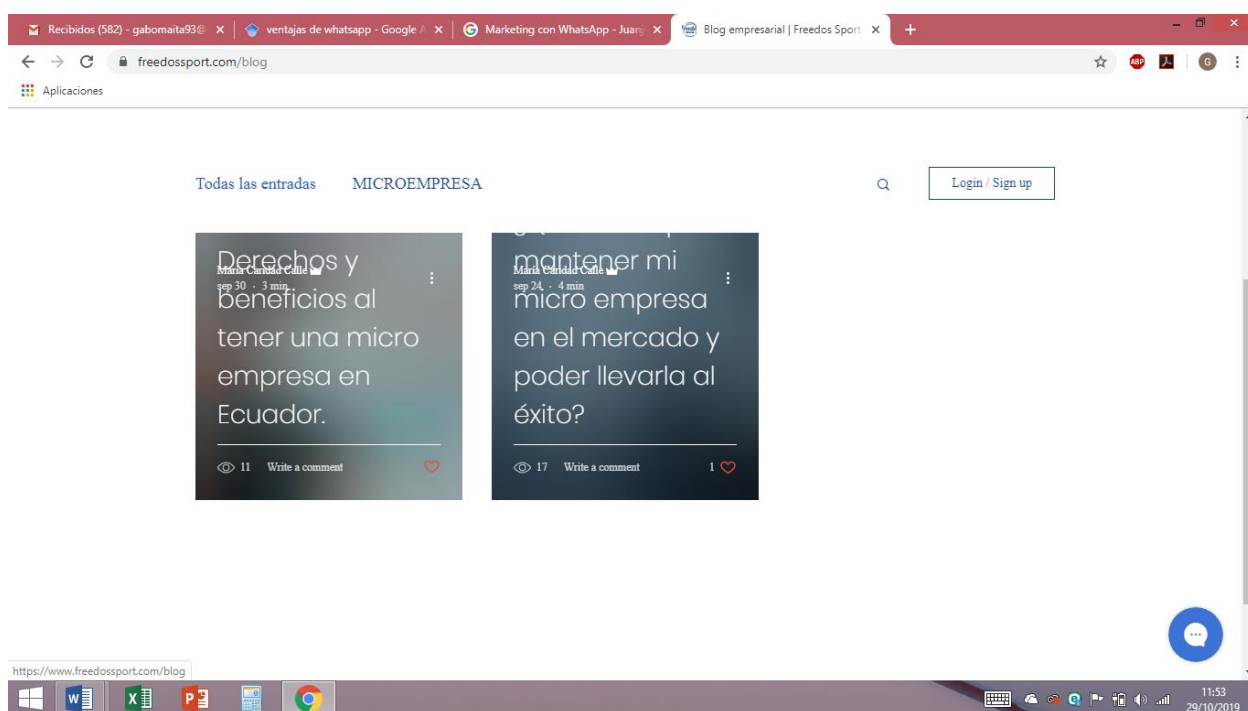 Recibidos (582) - gabomaita93@
ventajas de whatsapp - Google A
Marketing con WhatsApp - Juanj
Blog empresarial | Freedos Sport
freedossport.com/blog
ABP
G
Aplicaciones
Todas las entradas
MICROEMPRESA
Login / Sign up
Derechos y
María Caridad Calle
sep 30 · 3 min
beneficios al
tener una micro
empresa en
Ecuador.
11 Write a comment
mantener mi
María Caridad Calle
sep 24 · 4 min
micro empresa
en el mercado y
poder llevarla al
éxito?
17 Write a comment 1
https://www.freedossport.com/blog
11:53
29/10/2019